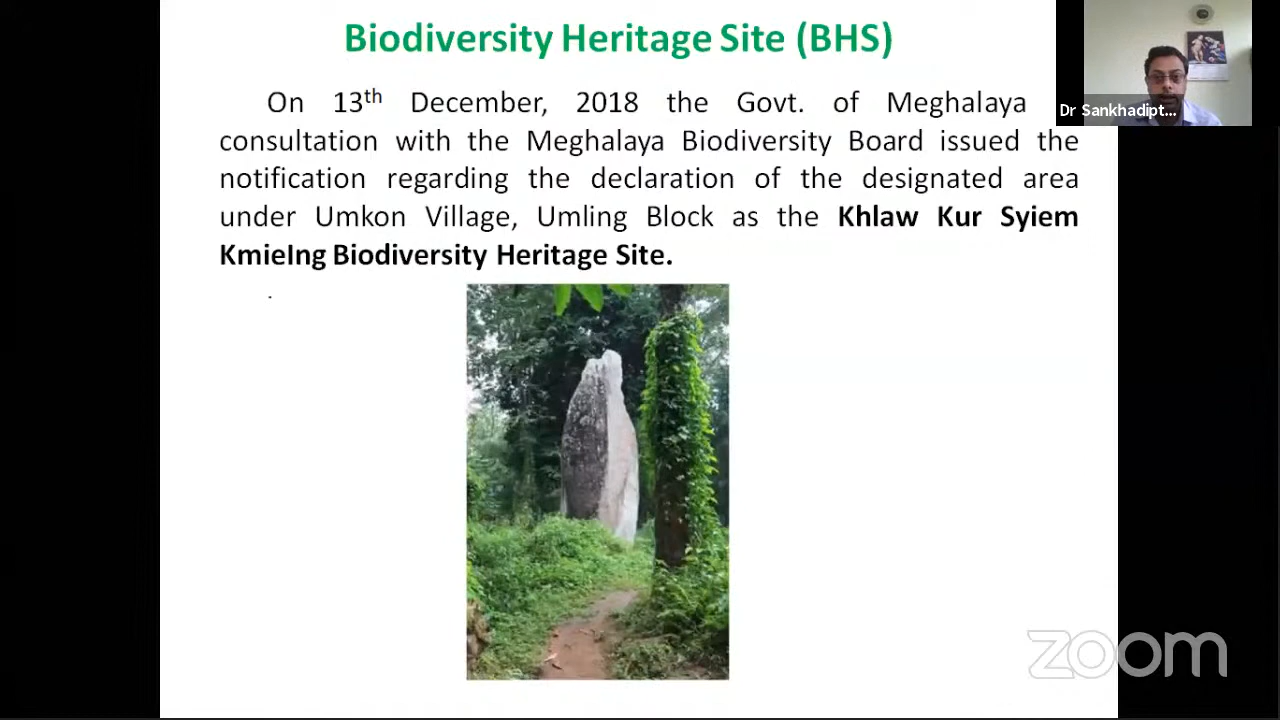 Biodiversity Heritage Site (BHS)
On 13th December, 2018 the Govt. of Meghalaya
consultation with the Meghalaya Biodiversity Board issued the
notification regarding the declaration of the designated area
under Umkon Village, Umling Block as the Khlaw Kur Syiem
KmieIng Biodiversity Heritage Site.
.
Dr Sankhadipt...
zoom